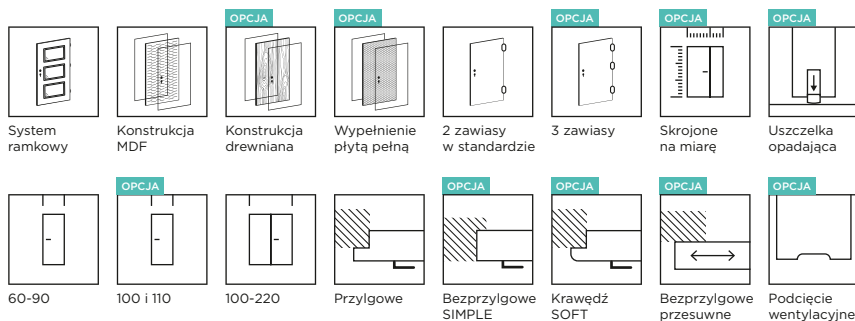 OPCJA
OPCJA
OPCJA
OPCJA
OPCJA
System
ramkowy
Konstrukcja
MDF
Konstrukcja
drewniana
Wypełnienie
płytą pełną
2 zawiasy
w standardzie
3 zawiasy
Skrojone
na miarę
Uszczelka
opadająca
OPCJA
OPCJA
OPCJA
OPCJA
OPCJA
60-90
100 i 110
100-220
Przylgowe
Bezprzylgowe
SIMPLE
Krawędź
SOFT
Bezprzylgowe
przesuwne
Podcięcie
wentylacyjne